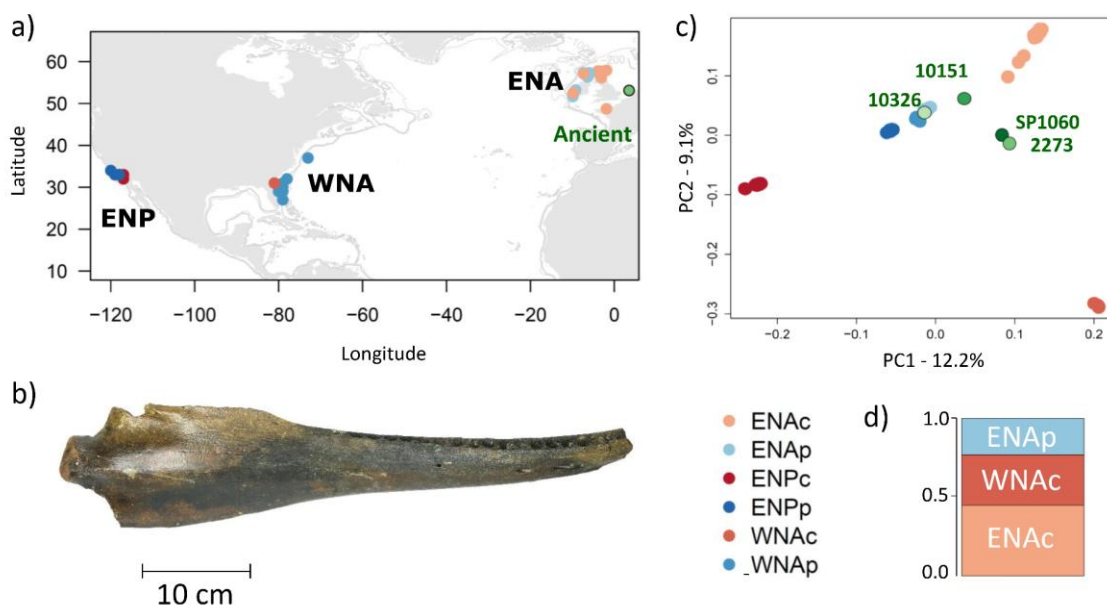 a)
Latitude
60
50
40
30
20
10
ENA
Ancient
WNA
ENP
−120 −100 −80 −60 −40 −20 0
Longitude
b)
10 cm
c)
PC2 - 9.1%
0.1
0.0
−0.1
−0.2
−0.3
10151
10326
SP1060
2273
−0.2 −0.1 0.0 0.1 0.2
PC1 - 12.2%
ENAc
ENAp
ENPc
ENPp
WNAc
_WNAp
d)
1.0
0.5
0.0
ENAp
WNAc
ENAc